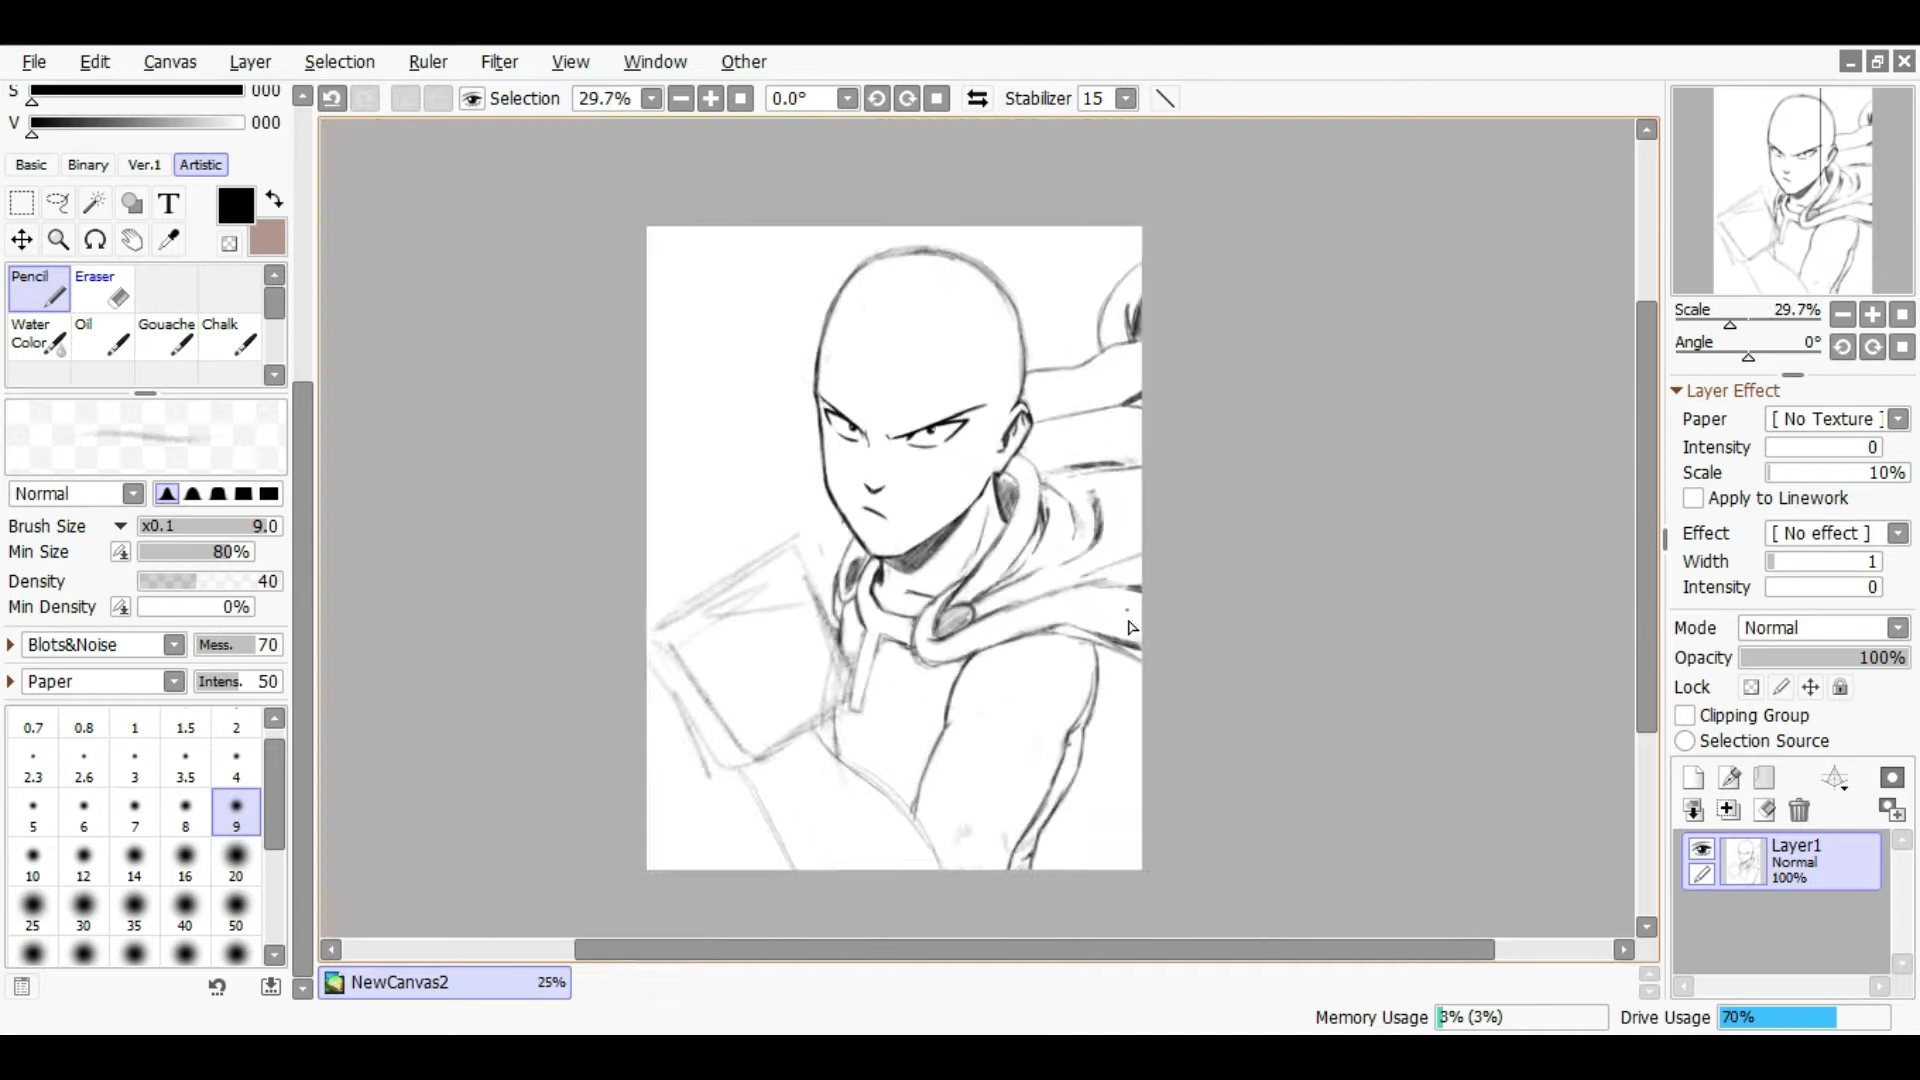 File Edit Canvas Layer Selection Ruler Filter View Window Other
S 000
V 000
Selection 29.7% 0.0° Stabilizer 15
Basic Binary Ver.1 Artistic
T
Pencil Eraser
Water Color Oil Gouache Chalk
Normal
Brush Size x0.1 9.0
Min Size 80%
Density 40
Min Density 0%
Blots&Noise Mess. 70
Paper Intens. 50
0.7 0.8 1 1.5 2
2.3 2.6 3 3.5 4
5 6 7 8 9
10 12 14 16 20
25 30 35 40 50
NewCanvas2 25%
Scale 29.7%
Angle 0°
Layer Effect
Paper [ No Texture ]
Intensity 0
Scale 10%
Apply to Linework
Effect [ No effect ]
Width 1
Intensity 0
Mode Normal
Opacity 100%
Lock
Clipping Group
Selection Source
Layer1
Normal
100%
Memory Usage 3% (3%) Drive Usage 70%